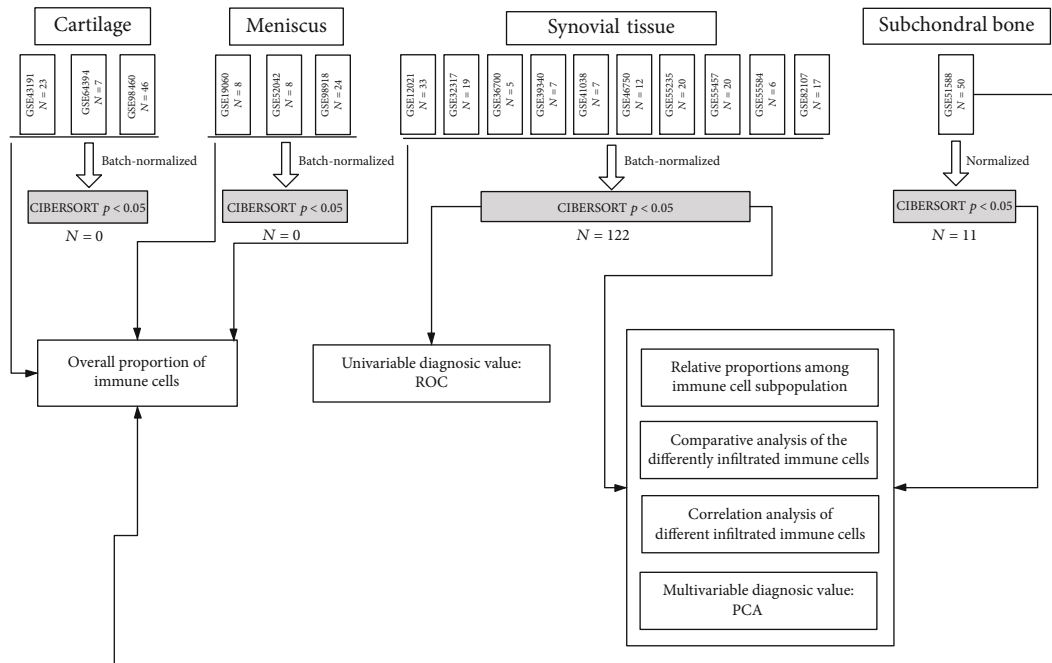 Cartilage
Meniscus
Synovial tissue
Subchondral bone
GSE43191
N = 23
GSE64394
N = 7
GSE98460
N = 46
GSE19060
N = 8
GSE52042
N = 8
GSE98918
N = 24
GSE12021
N = 33
GSE32317
N = 19
GSE36700
N = 5
GSE39340
N = 7
GSE41038
N = 7
GSE46750
N = 12
GSE55235
N = 20
GSE55457
N = 20
GSE55584
N = 6
GSE82107
N = 17
GSE51588
N = 50
Batch-normalized
Batch-normalized
Batch-normalized
Normalized
CIBERSORT p < 0.05
CIBERSORT p < 0.05
CIBERSORT p < 0.05
CIBERSORT p < 0.05
N = 0
N = 0
N = 122
N = 11
Overall proportion of
immune cells
Univariable diagnosic value:
ROC
Relative proportions among
immune cell subpopulation
Comparative analysis of the
differently infiltrated immune cells
Correlation analysis of
different infiltrated immune cells
Multivariable diagnosic value:
PCA